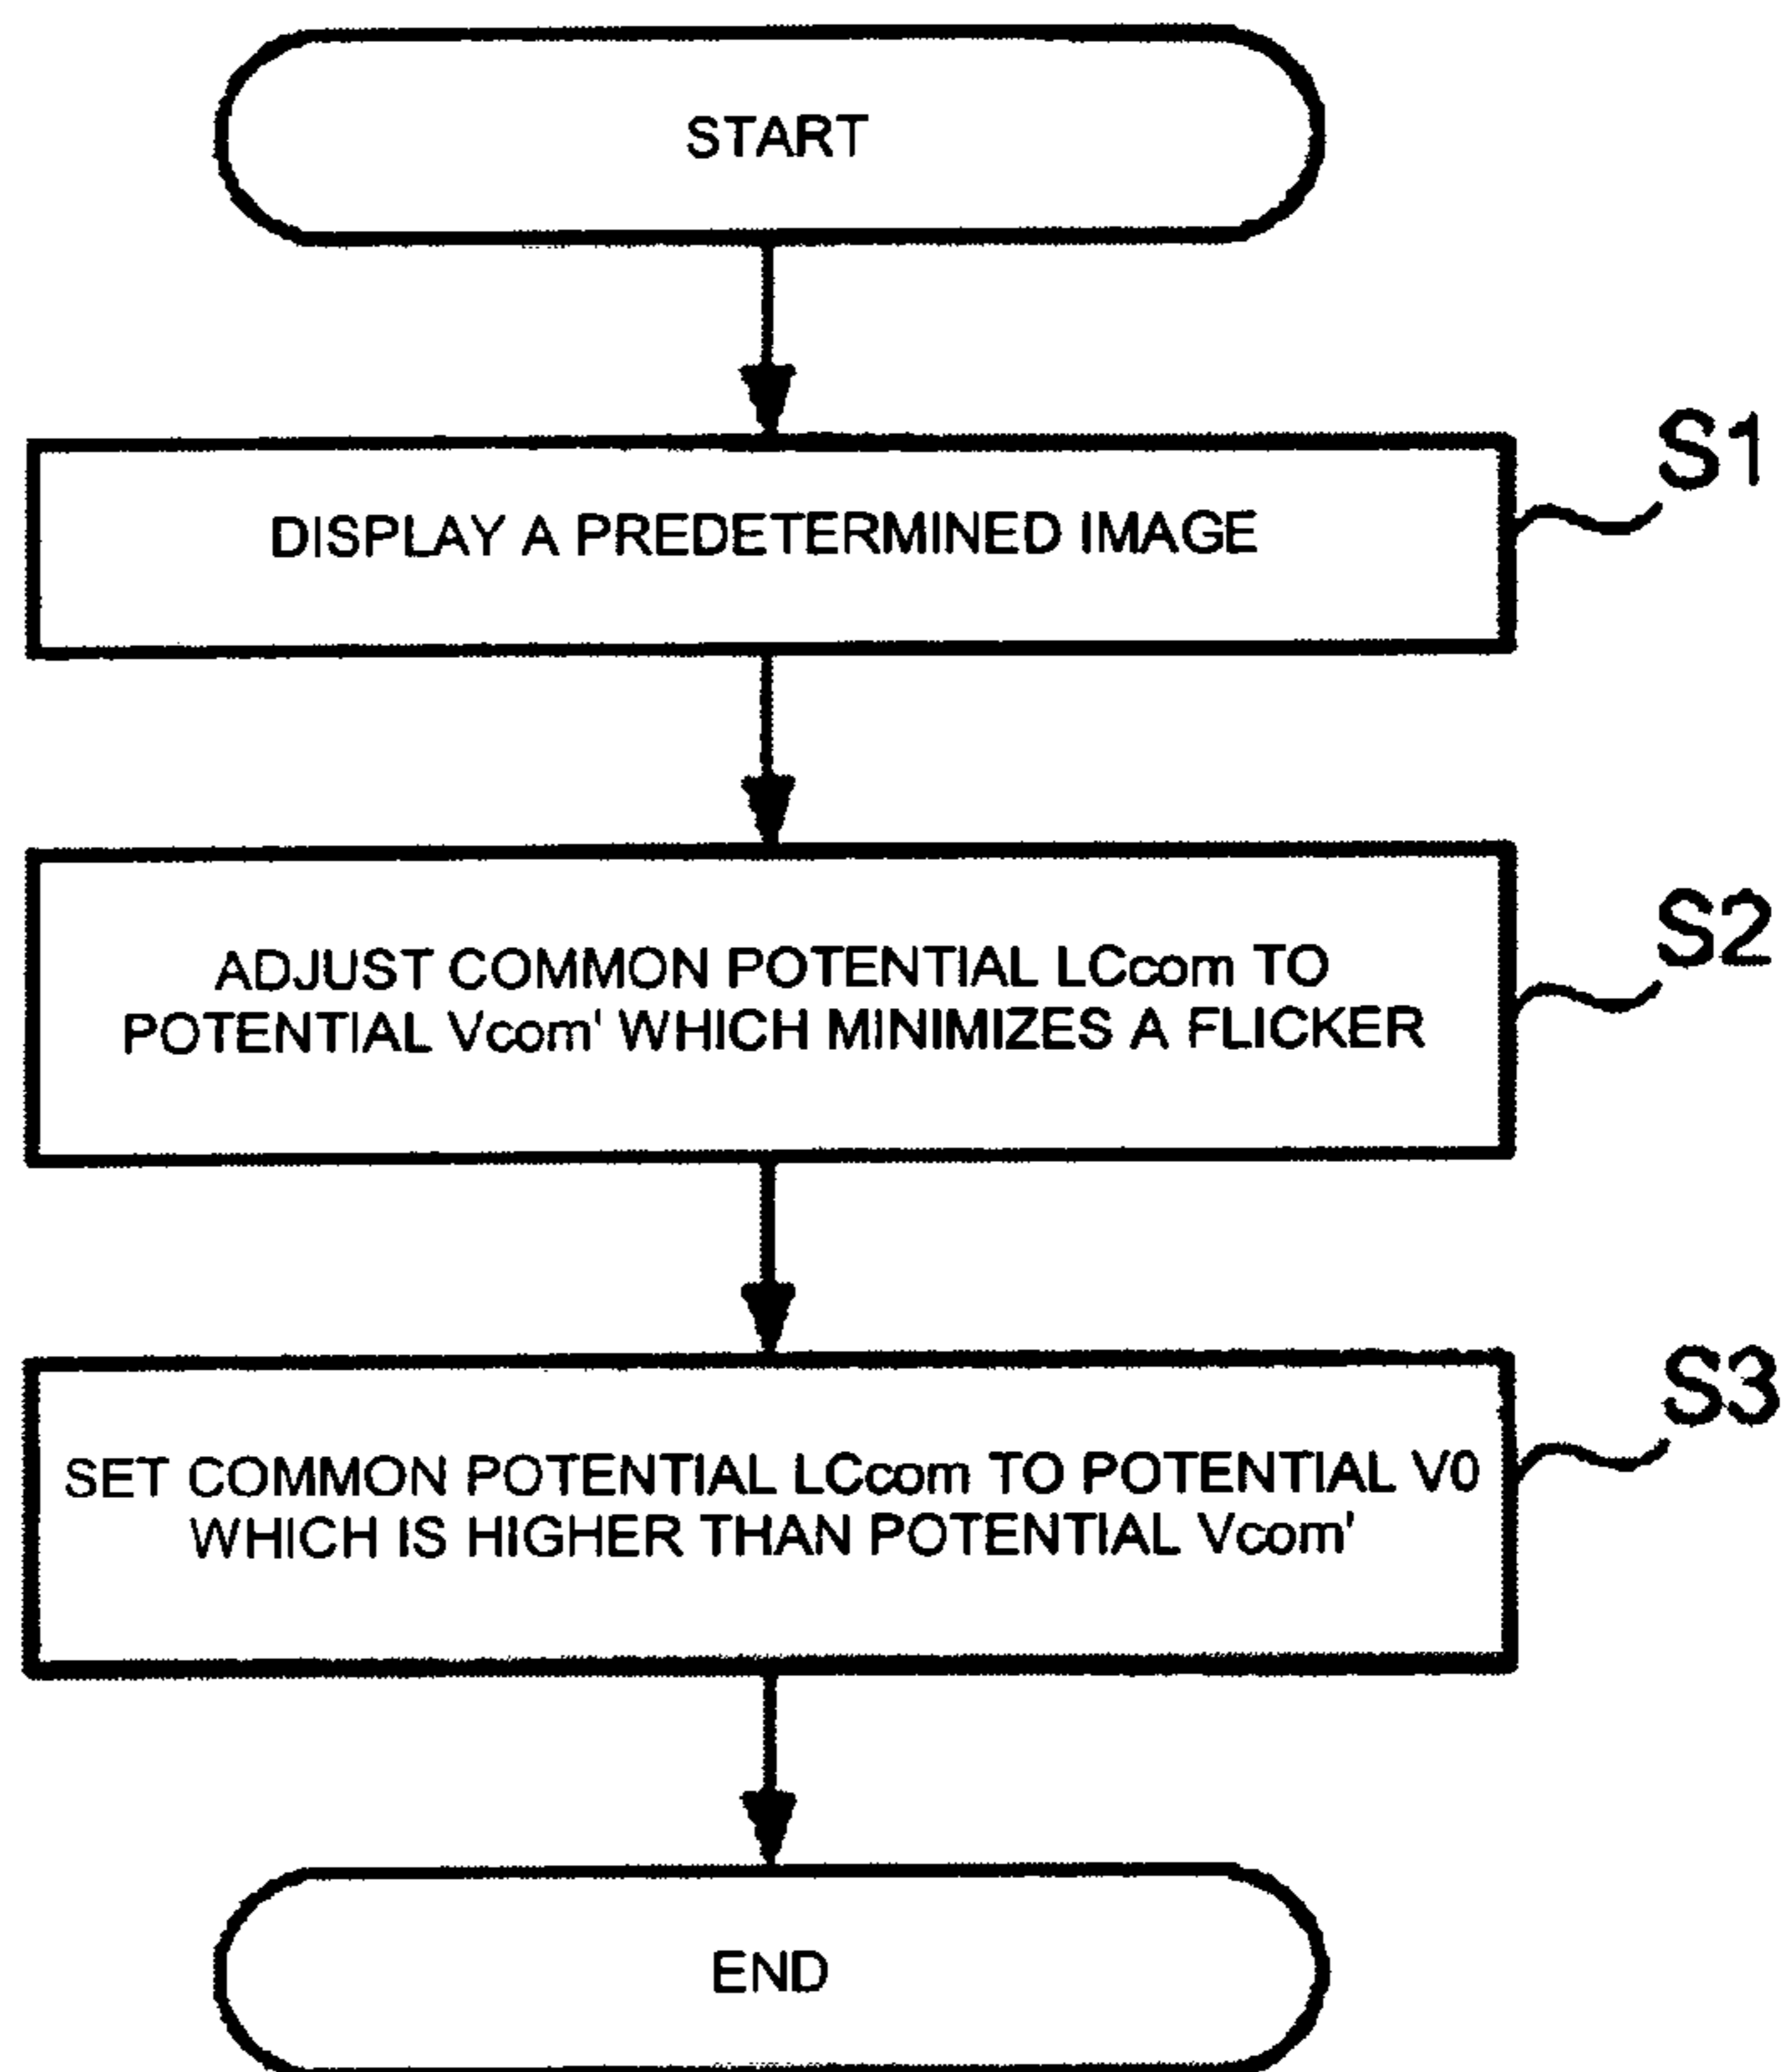 START
S1
DISPLAY A PREDETERMINED IMAGE
S2
ADJUST COMMON POTENTIAL LCcom TO
POTENTIAL Vcom' WHICH MINIMIZES A FLICKER
S3
SET COMMON POTENTIAL LCcom TO POTENTIAL V0
WHICH IS HIGHER THAN POTENTIAL Vcom'
END